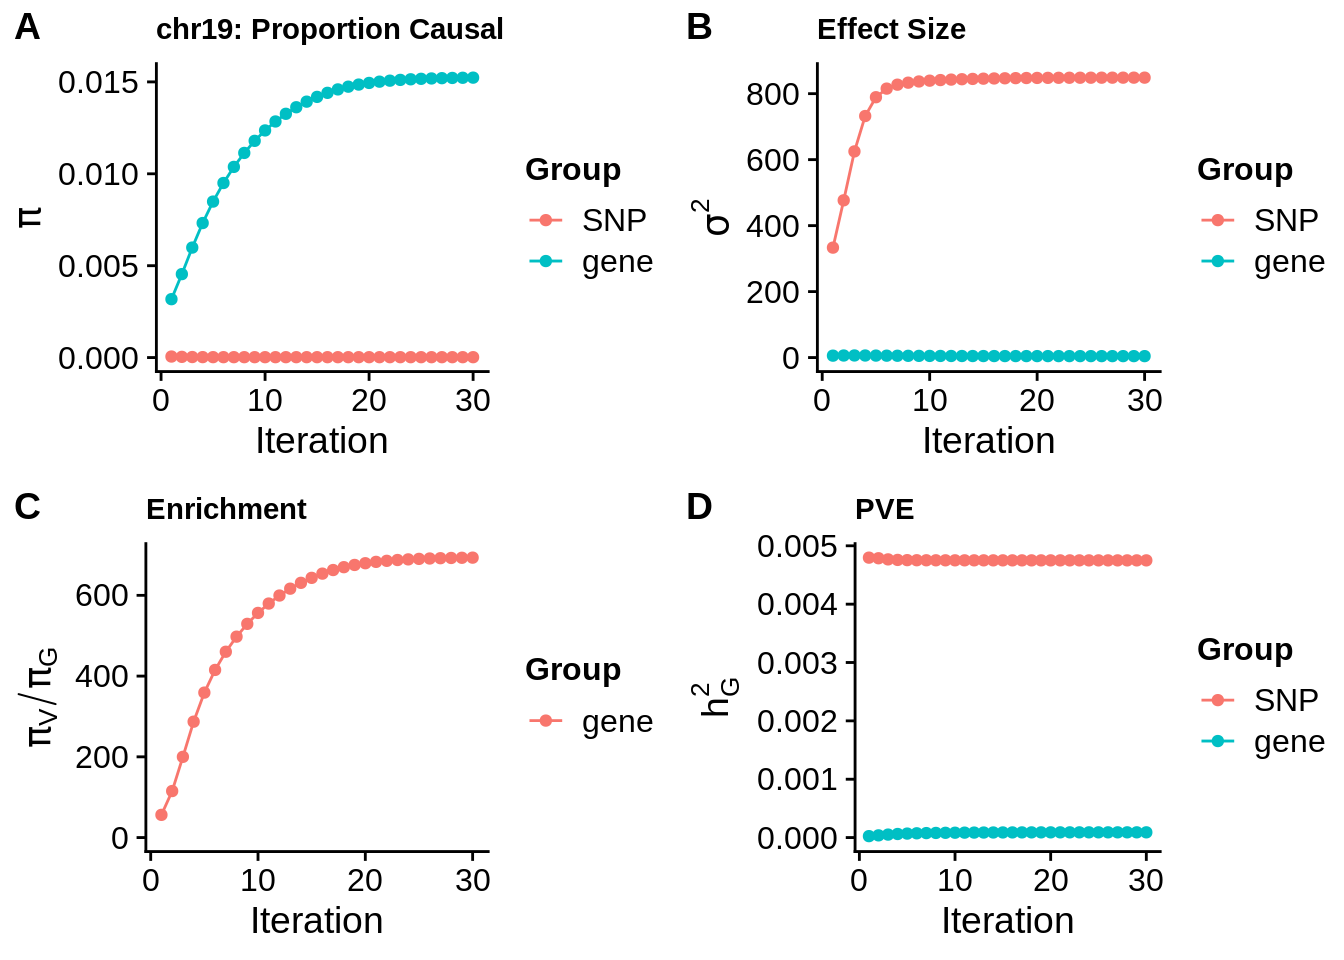 A
chr19: Proportion Causal
π
0.015
0.010
0.005
0.000
0 10 20 30
Iteration
Group
SNP
gene
B
Effect Size
σ²
800
600
400
200
0
0 10 20 30
Iteration
Group
SNP
gene
C
Enrichment
π_V/π_G
600
400
200
0
0 10 20 30
Iteration
Group
gene
D
PVE
h²_G
0.005
0.004
0.003
0.002
0.001
0.000
0 10 20 30
Iteration
Group
SNP
gene